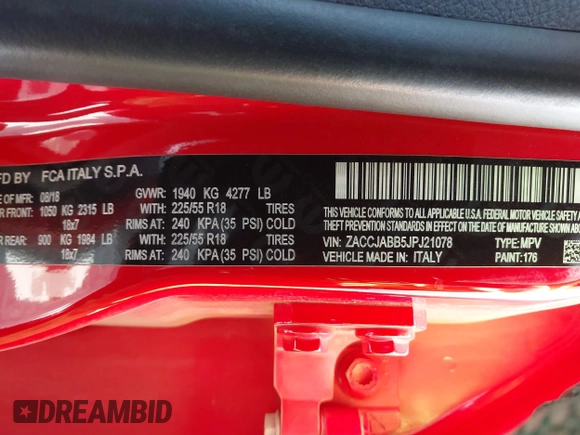 FD BY FCA ITALY S.P.A.
E OF MFR: 08/18 GVWR: 1940 KG 4277 LB
R FRONT: 1050 KG 2315 LB WITH: 225/55 R18 TIRES
18x7 RIMS AT: 240 KPA (35 PSI) COLD
REAR: 900 KG 1984 LB WITH: 225/55 R18 TIRES
18x7 RIMS AT: 240 KPA (35 PSI) COLD
THIS VEHICLE CONFORMS TO ALL APPLICABLE U.S.A. FEDERAL MOTOR
VEHICLE SAFETY, BUMPER, AND
THEFT PREVENTION STANDARDS IN EFFECT ON THE DATE OF MANUFACTURE SHOWN ABO
VIN: ZACCJABB5JPJ21078 TYPE: MPV
VEHICLE MADE IN: ITALY PAINT: 176
DREAMBID